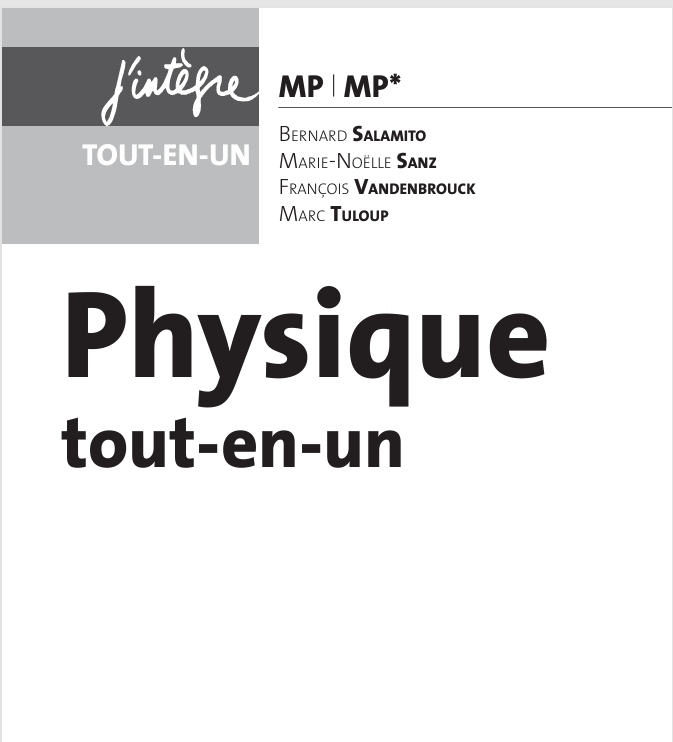 j'intègre
TOUT-EN-UN
MP | MP*
BERNARD SALAMITO
MARIE-NOËLLE SANZ
FRANÇOIS VANDENBROUCK
MARC TULOUP
Physique
tout-en-un